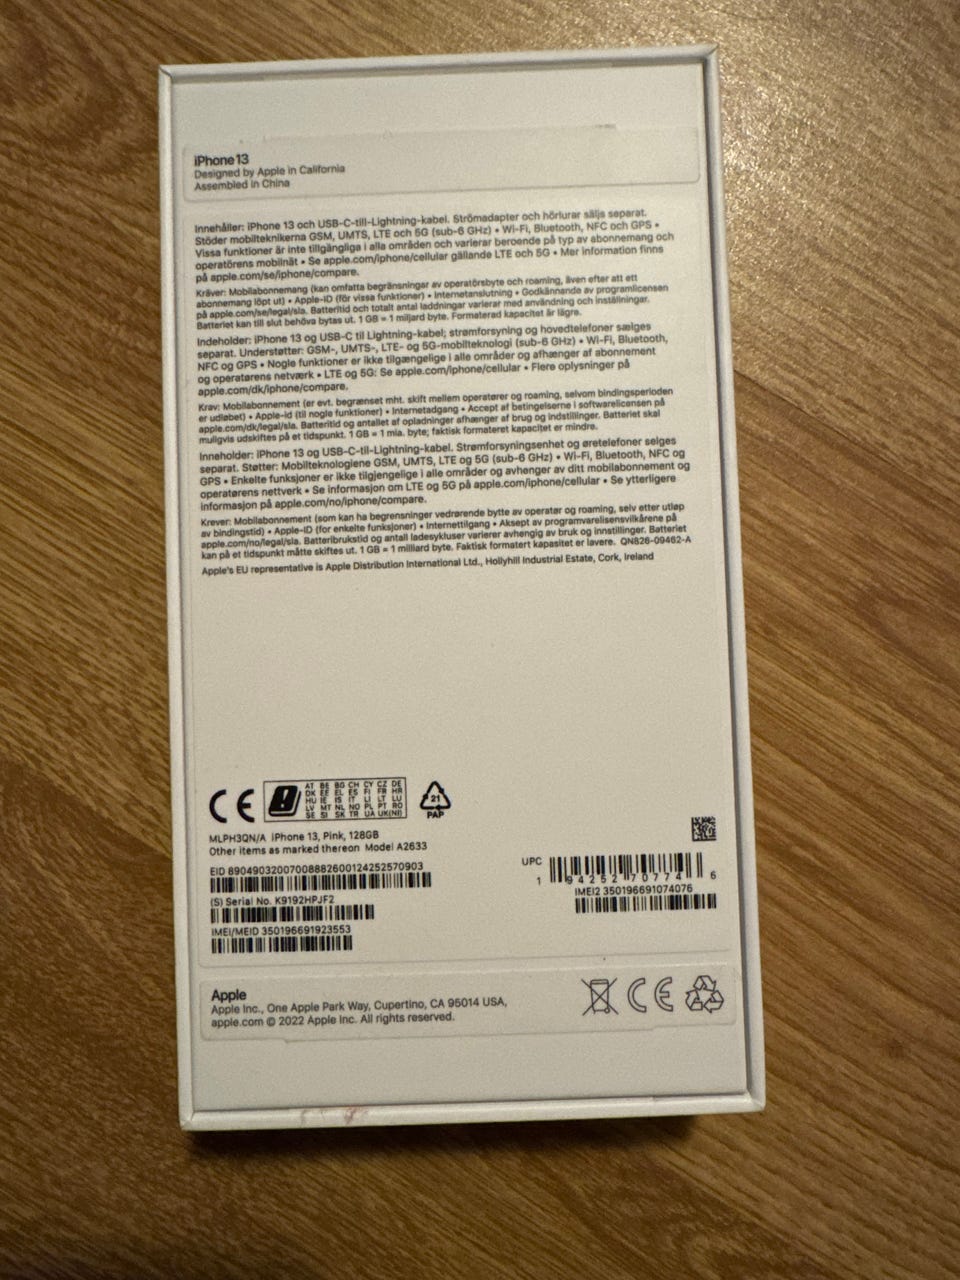 iPhone 13
Designed by Apple in California
Assembled in China
Innehåller: iPhone 13 och USB-C-till-Lightning-kabel. Strömadapter och hörlurar säljs separat.
Stöder mobilteknikerna GSM, UMTS, LTE och 5G (sub-6 GHz) • Wi-Fi, Bluetooth, NFC och GPS •
Vissa funktioner är inte tillgängliga i alla områden och varierar beroende på typ av abonnemang och
operatörens mobilnät • Se apple.com/iphone/cellular gällande LTE och 5G • Mer information finns
på apple.com/se/iphone/compare.
Kräver: Mobilabonnemang (kan omfatta begränsningar av operatörsbyte och roaming, även efter att ett
abonnemang löpt ut) • Apple-ID (för vissa funktioner) • Internetanslutning • Godkännande av programlicensen
på apple.com/se/legal/sla. Batteritid och totalt antal laddningar varierar med användning och inställningar.
Batteriet kan till slut behöva bytas ut. 1 GB = 1 miljard byte. Formaterad kapacitet är lägre.
Indeholder: iPhone 13 og USB-C til Lightning-kabel; strømforsyning og hovedtelefoner sælges
separat. Understøtter: GSM-, UMTS-, LTE- og 5G-mobilteknologi (sub-6 GHz) • Wi-Fi, Bluetooth,
NFC og GPS • Nogle funktioner er ikke tilgængelige i alle områder og afhænger af abonnement
og operatørens netværk • LTE og 5G: Se apple.com/iphone/cellular • Flere oplysninger på
apple.com/dk/iphone/compare.
Krav: Mobilabonnement (er evt. begrænset mht. skift mellem operatører og roaming, selvom bindingsperioden
er udløbet) • Apple-id (til nogle funktioner) • Internetadgang • Accept af betingelserne i softwarelicensen på
apple.com/dk/legal/sla. Batteritid og antallet af opladninger afhænger af brug og indstillinger. Batteriet skal
muligvis udskiftes på et tidspunkt. 1 GB = 1 mia. byte; faktisk formateret kapacitet er mindre.
Inneholder: iPhone 13 og USB-C-til-Lightning-kabel. Strømforsyningsenhet og øretelefoner selges
separat. Støtter: Mobilteknologiene GSM, UMTS, LTE og 5G (sub-6 GHz) • Wi-Fi, Bluetooth, NFC og
GPS • Enkelte funksjoner er ikke tilgjengelige i alle områder og avhenger av ditt mobilabonnement og
operatørens nettverk • Se informasjon om LTE og 5G på apple.com/iphone/cellular • Se ytterligere
informasjon på apple.com/no/iphone/compare.
Krever: Mobilabonnement (som kan ha begrensninger vedrørende bytte av operatør og roaming, selv etter utløp
av bindingstid) • Apple-ID (for enkelte funksjoner) • Internettilgang • Aksept av programvarelisensvilkårene på
apple.com/no/legal/sla. Batteribrukstid og antall ladesykluser varierer avhengig av bruk og innstillinger. Batteriet
kan på et tidspunkt måtte skiftes ut. 1 GB = 1 milliard byte. Faktisk formatert kapasitet er lavere. QN828-09462-A
Apple's EU representative is Apple Distribution International Ltd., Hollyhill Industrial Estate, Cork, Ireland
CE
AT BE BG CH CY CZ DE
DK EE EL ES FI FR HR
HU IE IS IT LI LT LU
LV MT NL NO PL PT RO
SE SI SK TR UA UK(NI)
21
PAP
MLPH3QN/A iPhone 13, Pink, 128GB
Other items as marked thereon Model A2633
EID 89049032007008882600124252570903
(S) Serial No. K9192HPJF2
IMEI/MEID 350196691923553
UPC
1 94252 70774 6
IMEI2 350196691074076
Apple
Apple Inc., One Apple Park Way, Cupertino, CA 95014 USA,
apple.com © 2022 Apple Inc. All rights reserved.
CE